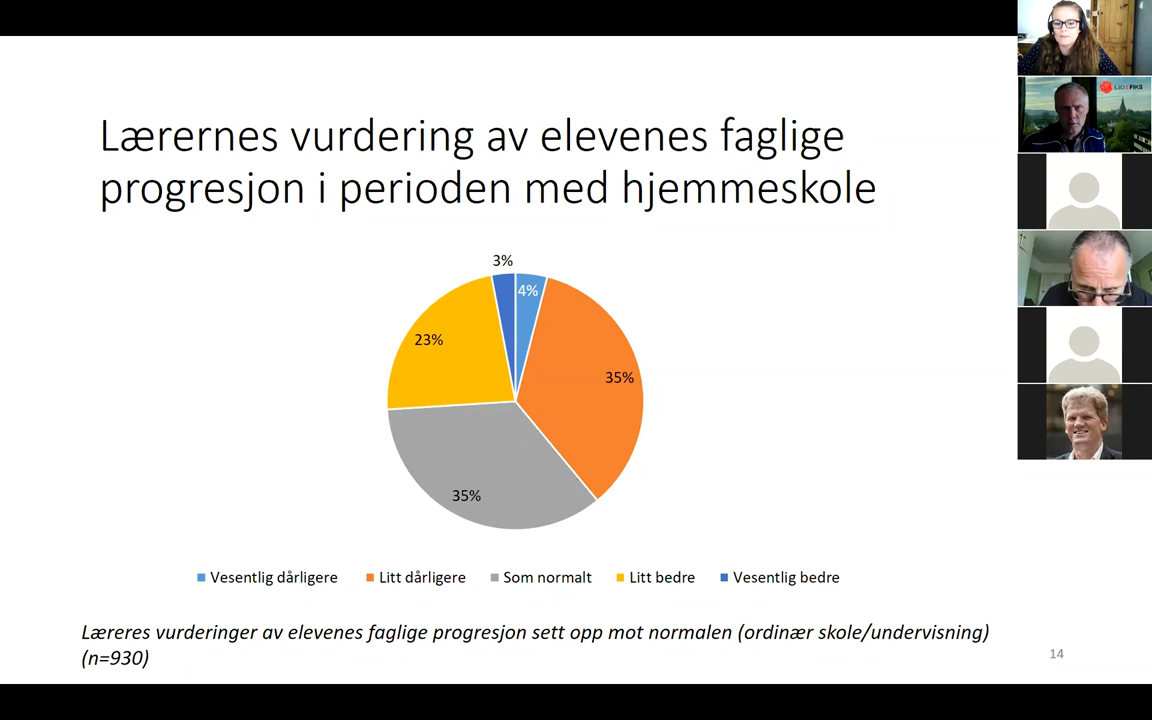 Lærernes vurdering av elevenes faglige
progresjon i perioden med hjemmeskole
3%
4%
23%
35%
35%
Vesentlig dårligere
Litt dårligere
Som normalt
Litt bedre
Vesentlig bedre
Læreres vurderinger av elevenes faglige progresjon sett opp mot normalen (ordinær skole/undervisning)
(n=930)
14